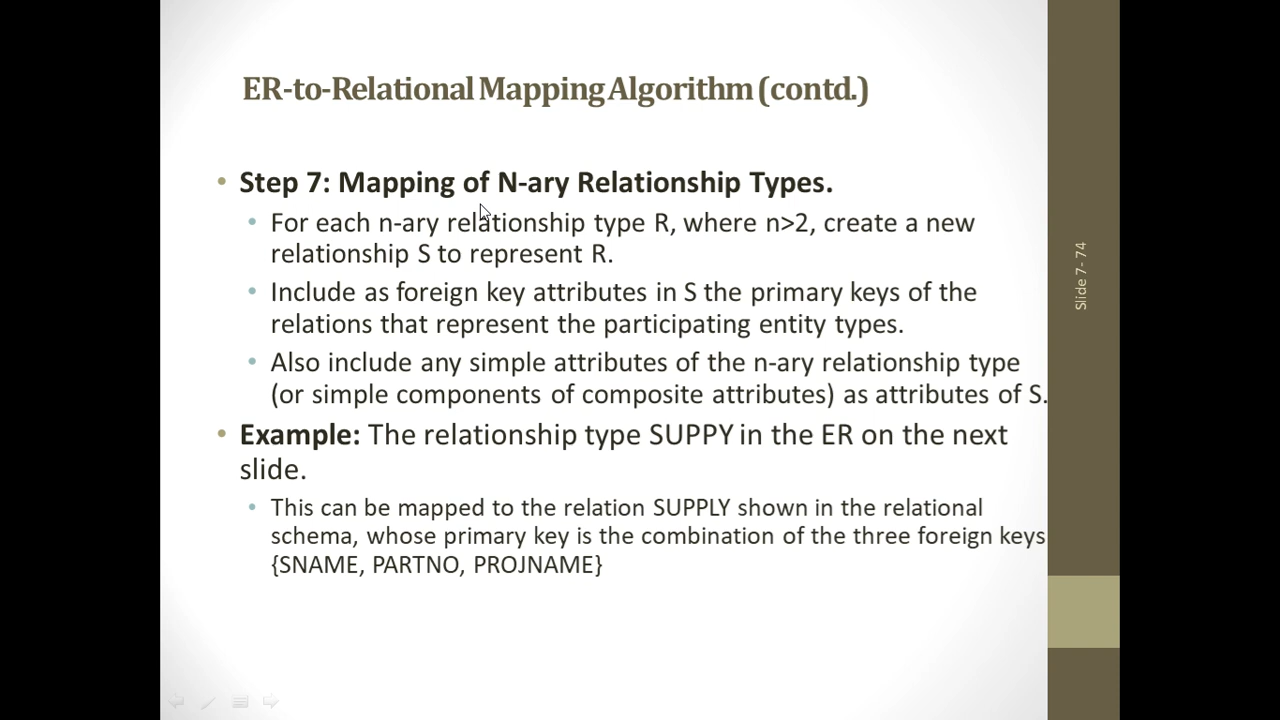 ER-to-Relational Mapping Algorithm (contd.)
• Step 7: Mapping of N-ary Relationship Types.
• For each n-ary relationship type R, where n>2, create a new
relationship S to represent R.
• Include as foreign key attributes in S the primary keys of the
relations that represent the participating entity types.
• Also include any simple attributes of the n-ary relationship type
(or simple components of composite attributes) as attributes of S.
• Example: The relationship type SUPPY in the ER on the next
slide.
• This can be mapped to the relation SUPPLY shown in the relational
schema, whose primary key is the combination of the three foreign keys
{SNAME, PARTNO, PROJNAME}
Slide 7- 74